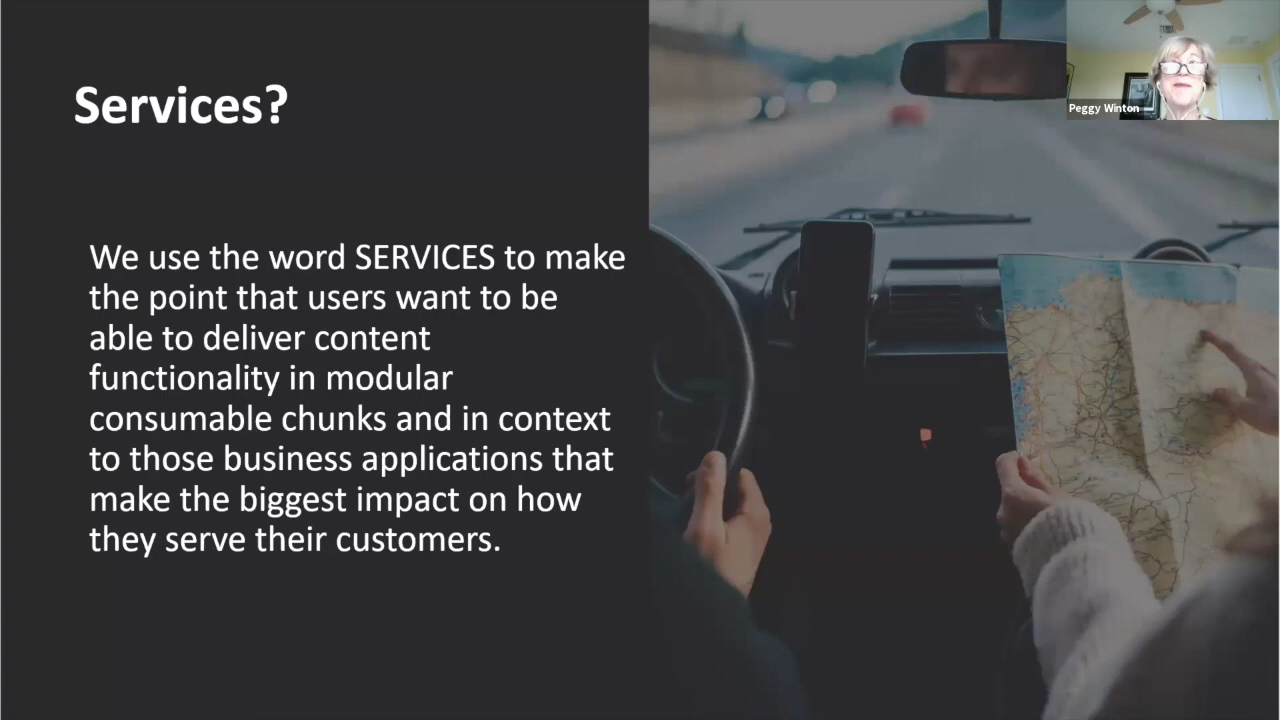 Services?
We use the word SERVICES to make
the point that users want to be
able to deliver content
functionality in modular
consumable chunks and in context
to those business applications that
make the biggest impact on how
they serve their customers.
Peggy Winton